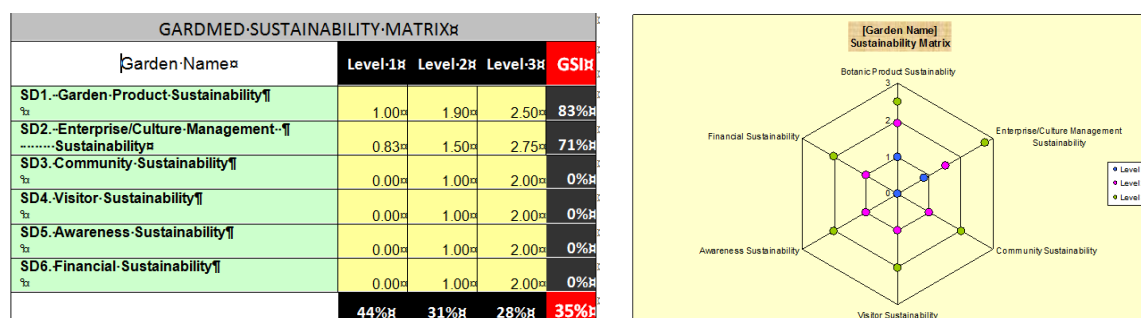 GARDMED·SUSTAINABILITY·MATRIX¤
Garden·Name¤ Level·1¤ Level·2¤ Level·3¤ GSI¤
SD1.·Garden·Product·Sustainability¶
¤ 1.00¤ 1.90¤ 2.50¤ 83%¤
SD2.·Enterprise/Culture·Management··¶
·········Sustainability¤ 0.83¤ 1.50¤ 2.75¤ 71%¤
SD3.·Community·Sustainability¶
¤ 0.00¤ 1.00¤ 2.00¤ 0%¤
SD4.·Visitor·Sustainability¶
¤ 0.00¤ 1.00¤ 2.00¤ 0%¤
SD5.·Awareness·Sustainability¶
¤ 0.00¤ 1.00¤ 2.00¤ 0%¤
SD6.·Financial·Sustainability¶
¤ 0.00¤ 1.00¤ 2.00¤ 0%¤
44%¤ 31%¤ 28%¤ 35%¤
[Garden Name]
Sustainability Matrix
Botanic Product Sustainablity
3
2
1
0
Enterprise/Culture Management
Sustainability
Community Sustainability
Visitor Sustainability
Awareness Sustainability
Financial Sustainability
Level
Level
Level